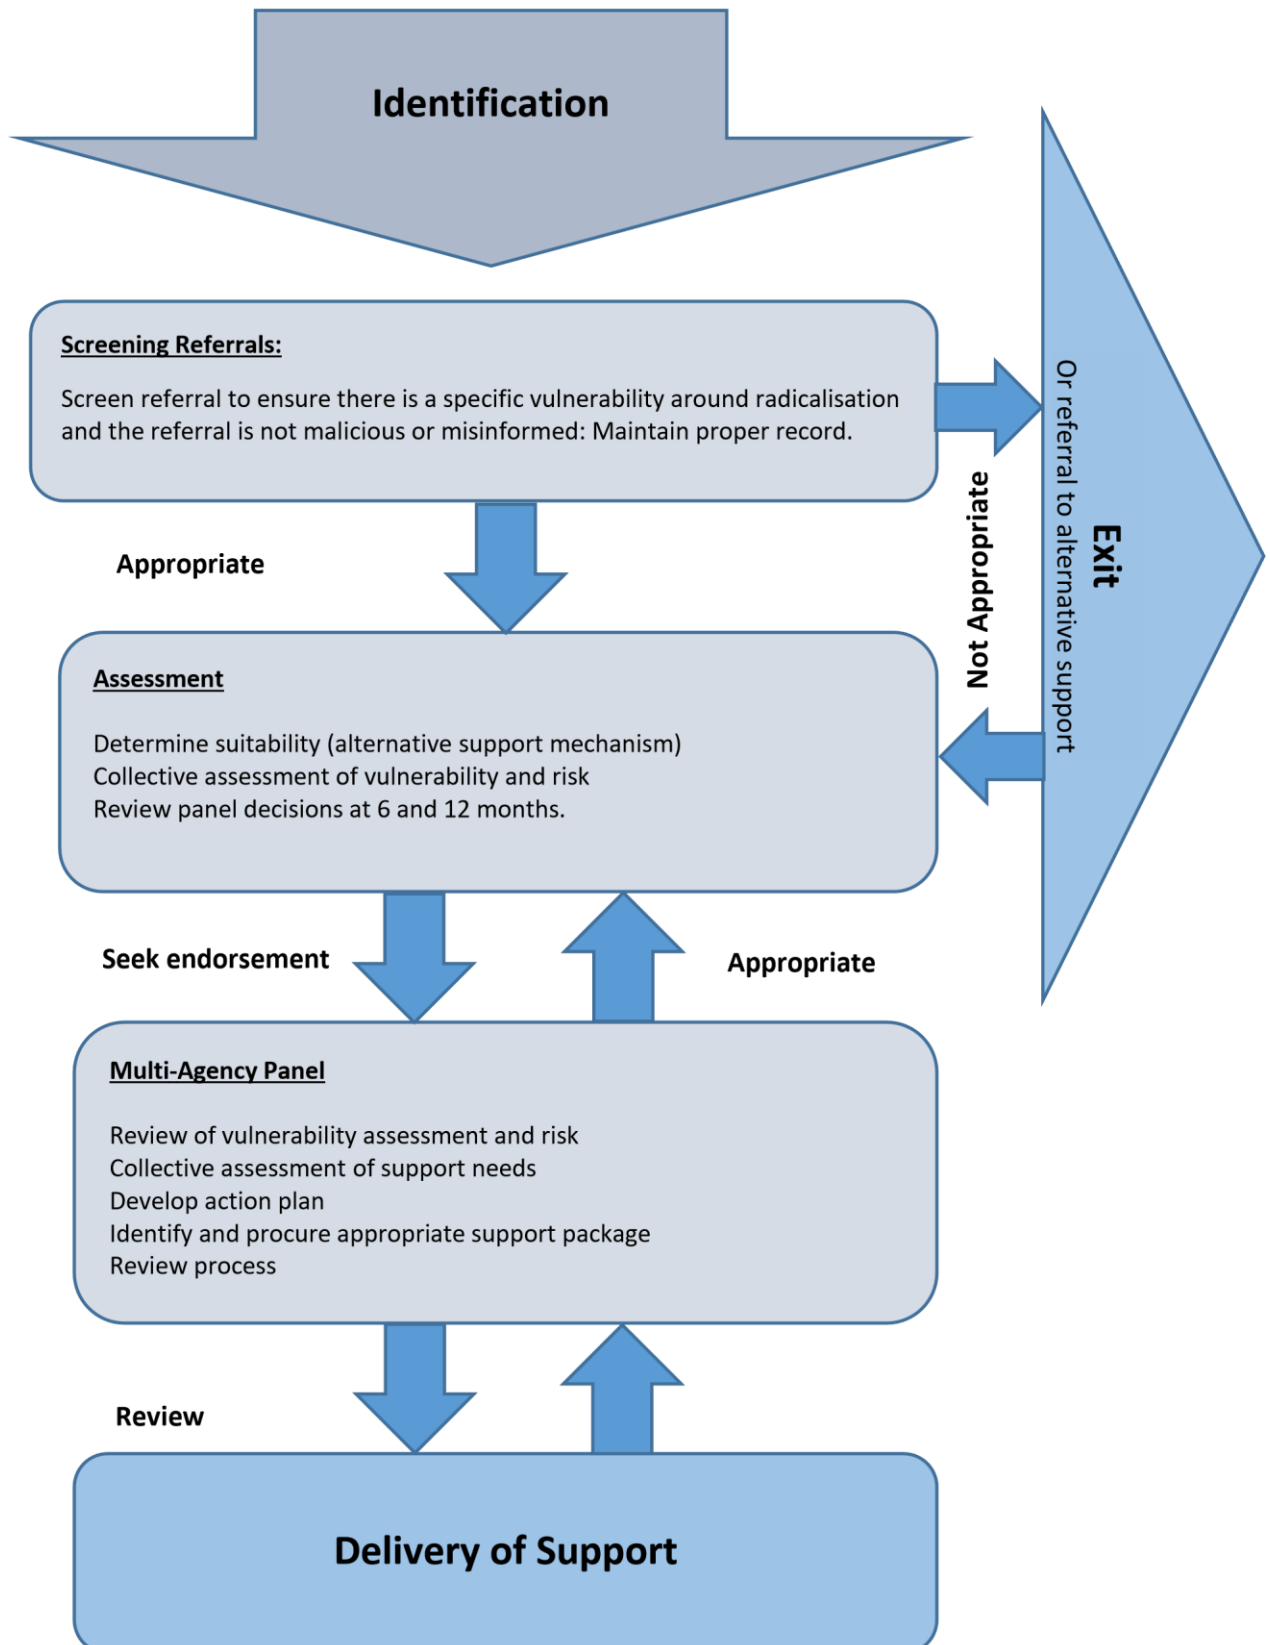 Identification
Screening Referrals:
Screen referral to ensure there is a specific vulnerability around radicalisation
and the referral is not malicious or misinformed: Maintain proper record.
Not Appropriate
Exit
Or referral to alternative support
Appropriate
Assessment
Determine suitability (alternative support mechanism)
Collective assessment of vulnerability and risk
Review panel decisions at 6 and 12 months.
Seek endorsement
Appropriate
Multi-Agency Panel
Review of vulnerability assessment and risk
Collective assessment of support needs
Develop action plan
Identify and procure appropriate support package
Review process
Review
Delivery of Support